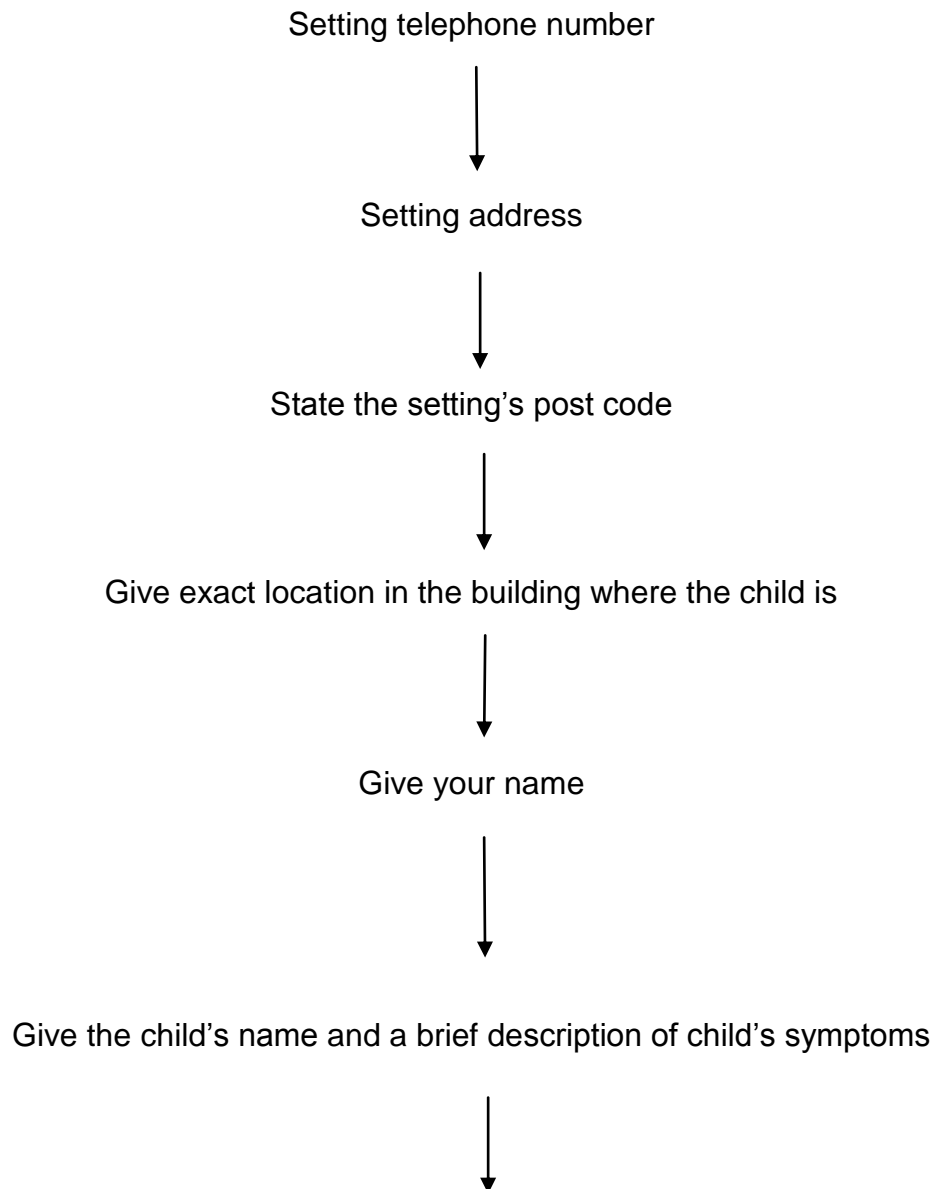 Setting telephone number
Setting address
State the setting’s post code
Give exact location in the building where the child is
Give your name
Give the child’s name and a brief description of child’s symptoms